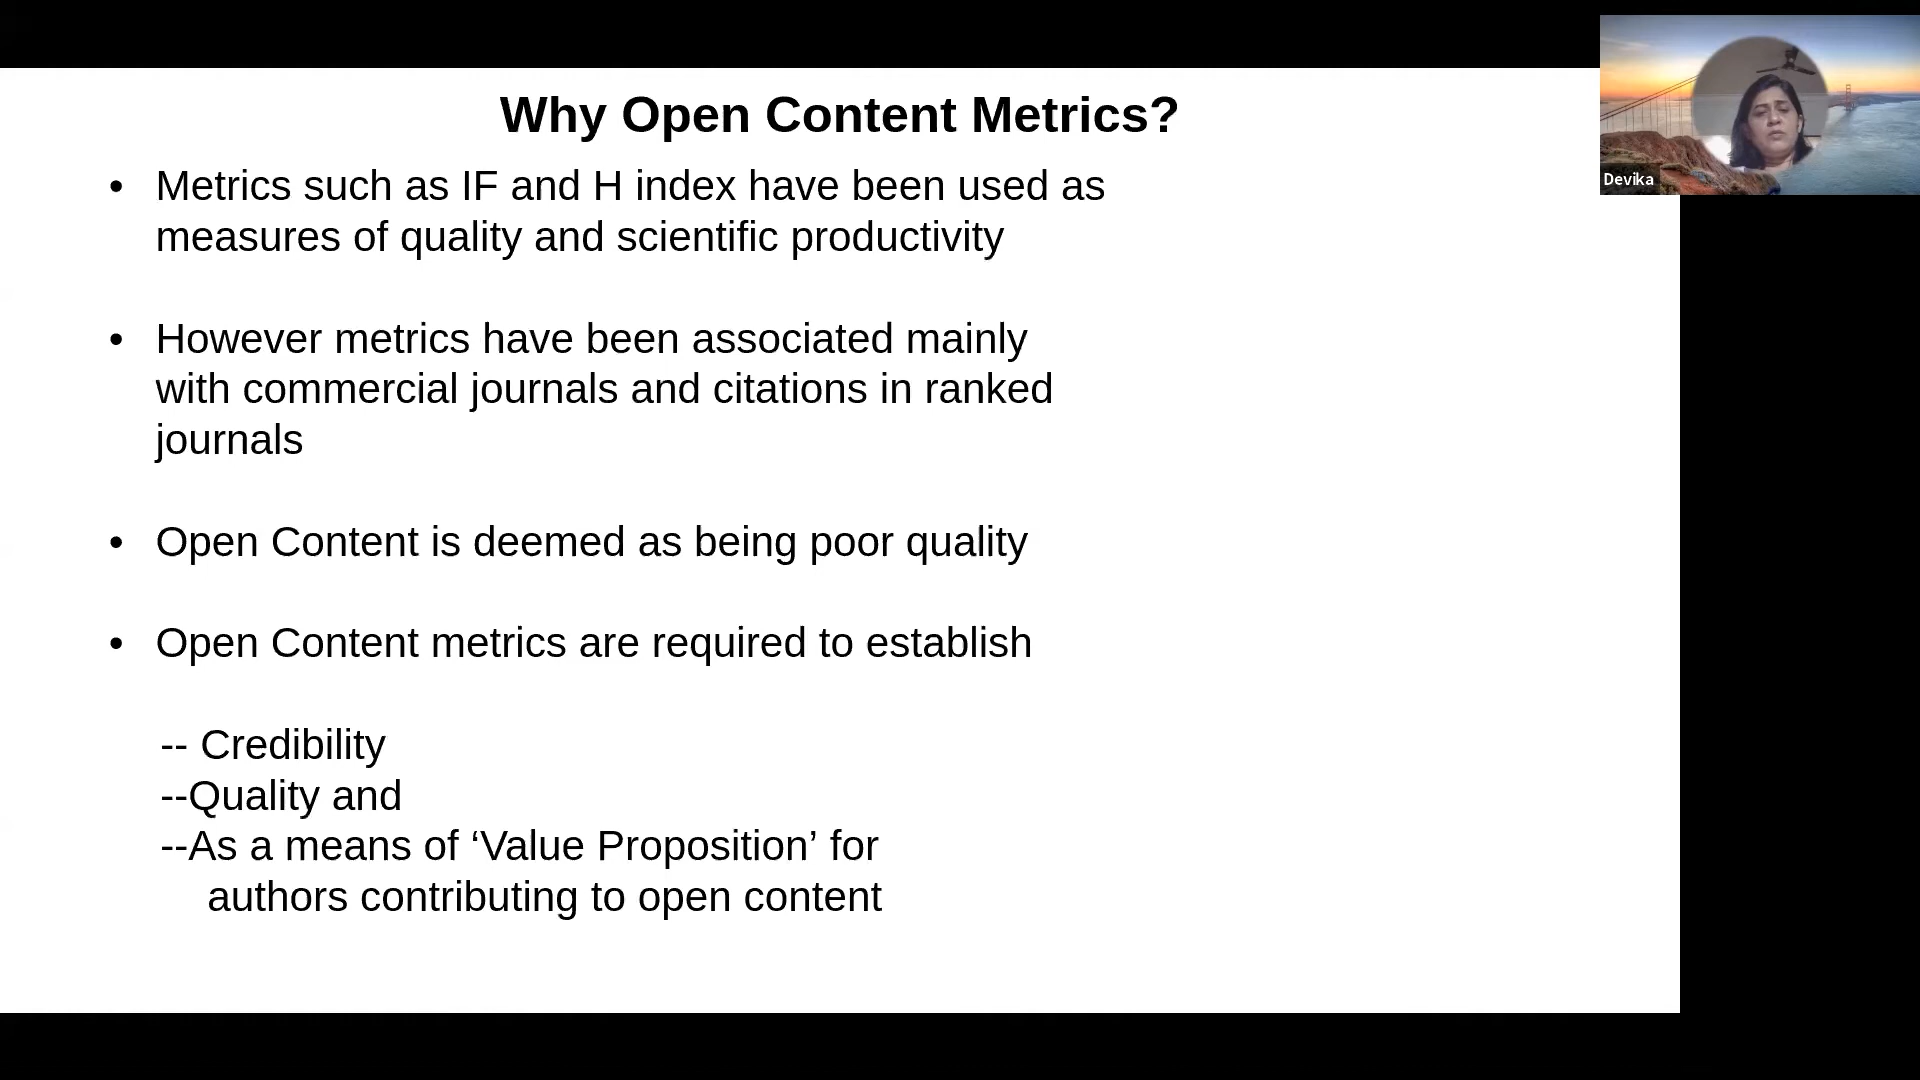 Why Open Content Metrics?
• Metrics such as IF and H index have been used as
measures of quality and scientific productivity
• However metrics have been associated mainly
with commercial journals and citations in ranked
journals
• Open Content is deemed as being poor quality
• Open Content metrics are required to establish
-- Credibility
--Quality and
--As a means of ‘Value Proposition’ for
authors contributing to open content
Devika